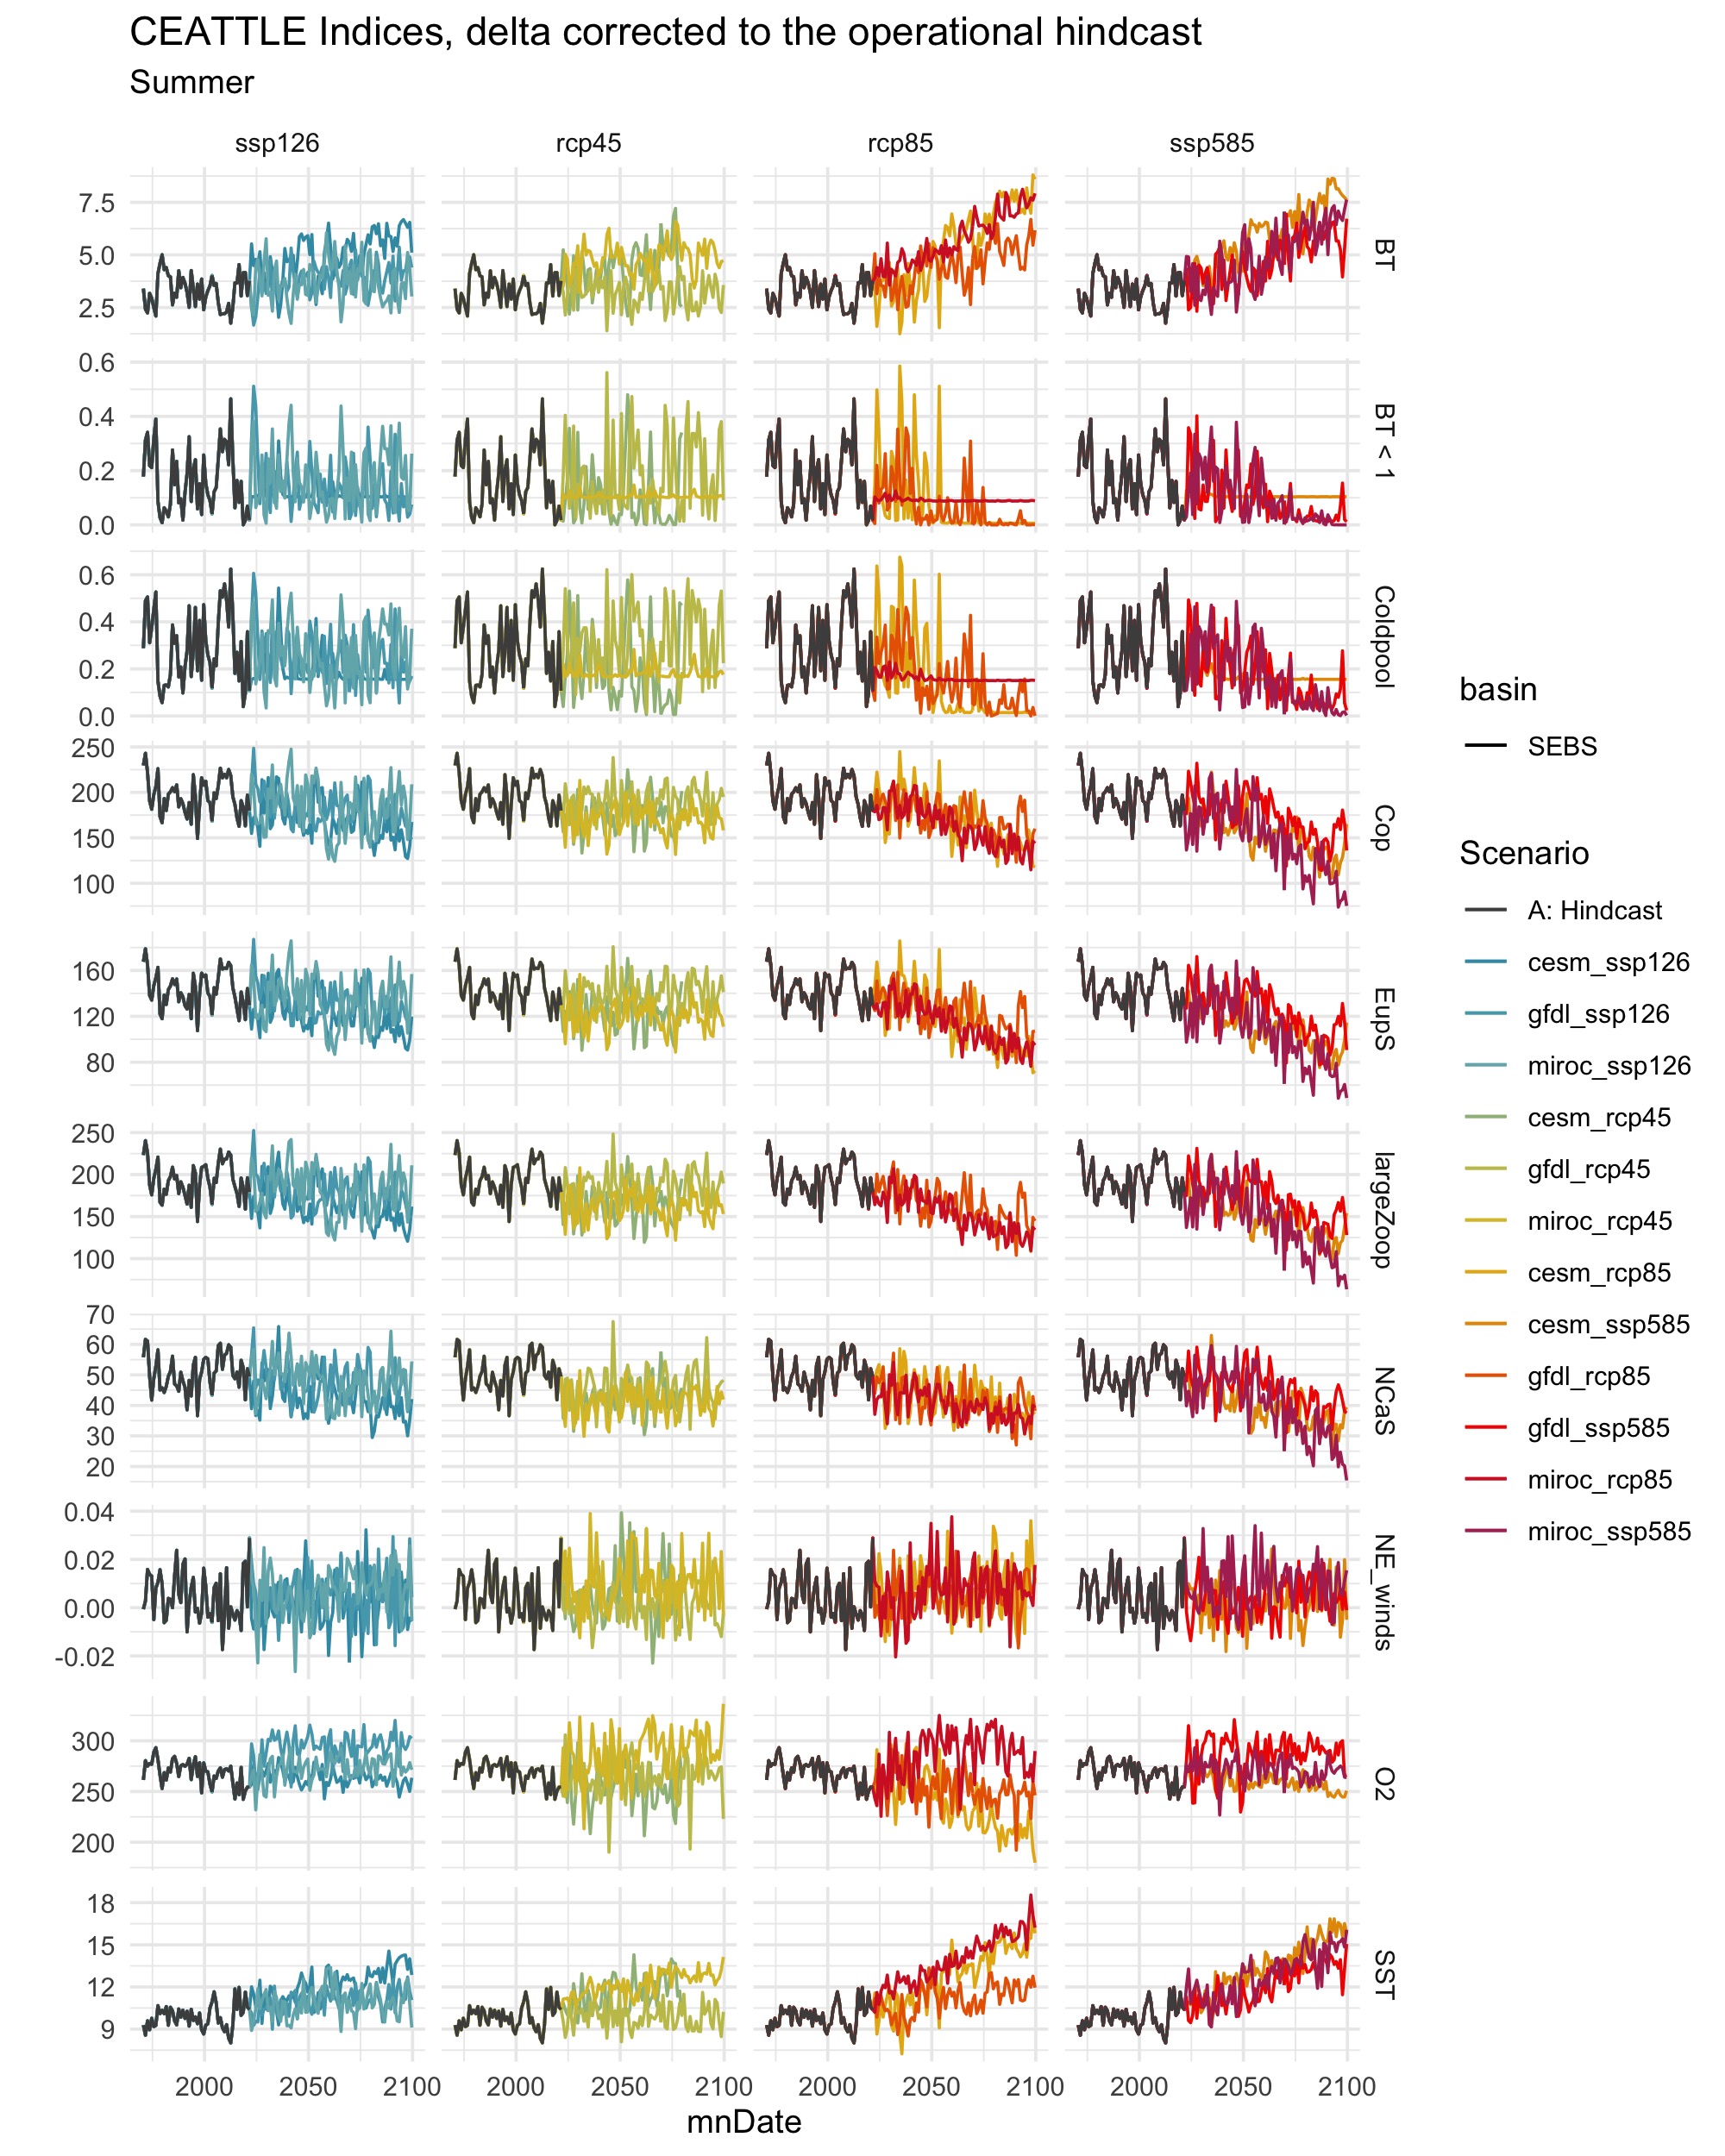 CEATTLE Indices, delta corrected to the operational hindcast
Summer
ssp126 rcp45 rcp85 ssp585
7.5
5.0
2.5
BT
0.6
0.4
0.2
0.0
BT < 1
0.6
0.4
0.2
0.0
Coldpool
250
200
150
100
Cop
160
120
80
EupS
250
200
150
100
largeZoop
70
60
50
40
30
20
NCaS
0.04
0.02
0.00
-0.02
NE_winds
300
250
200
O2
18
15
12
9
SST
2000 2050 2100 2000 2050 2100 2000 2050 2100 2000 2050 2100
mnDate
basin
SEBS
Scenario
A: Hindcast
cesm_ssp126
gfdl_ssp126
miroc_ssp126
cesm_rcp45
gfdl_rcp45
miroc_rcp45
cesm_rcp85
cesm_ssp585
gfdl_rcp85
gfdl_ssp585
miroc_rcp85
miroc_ssp585